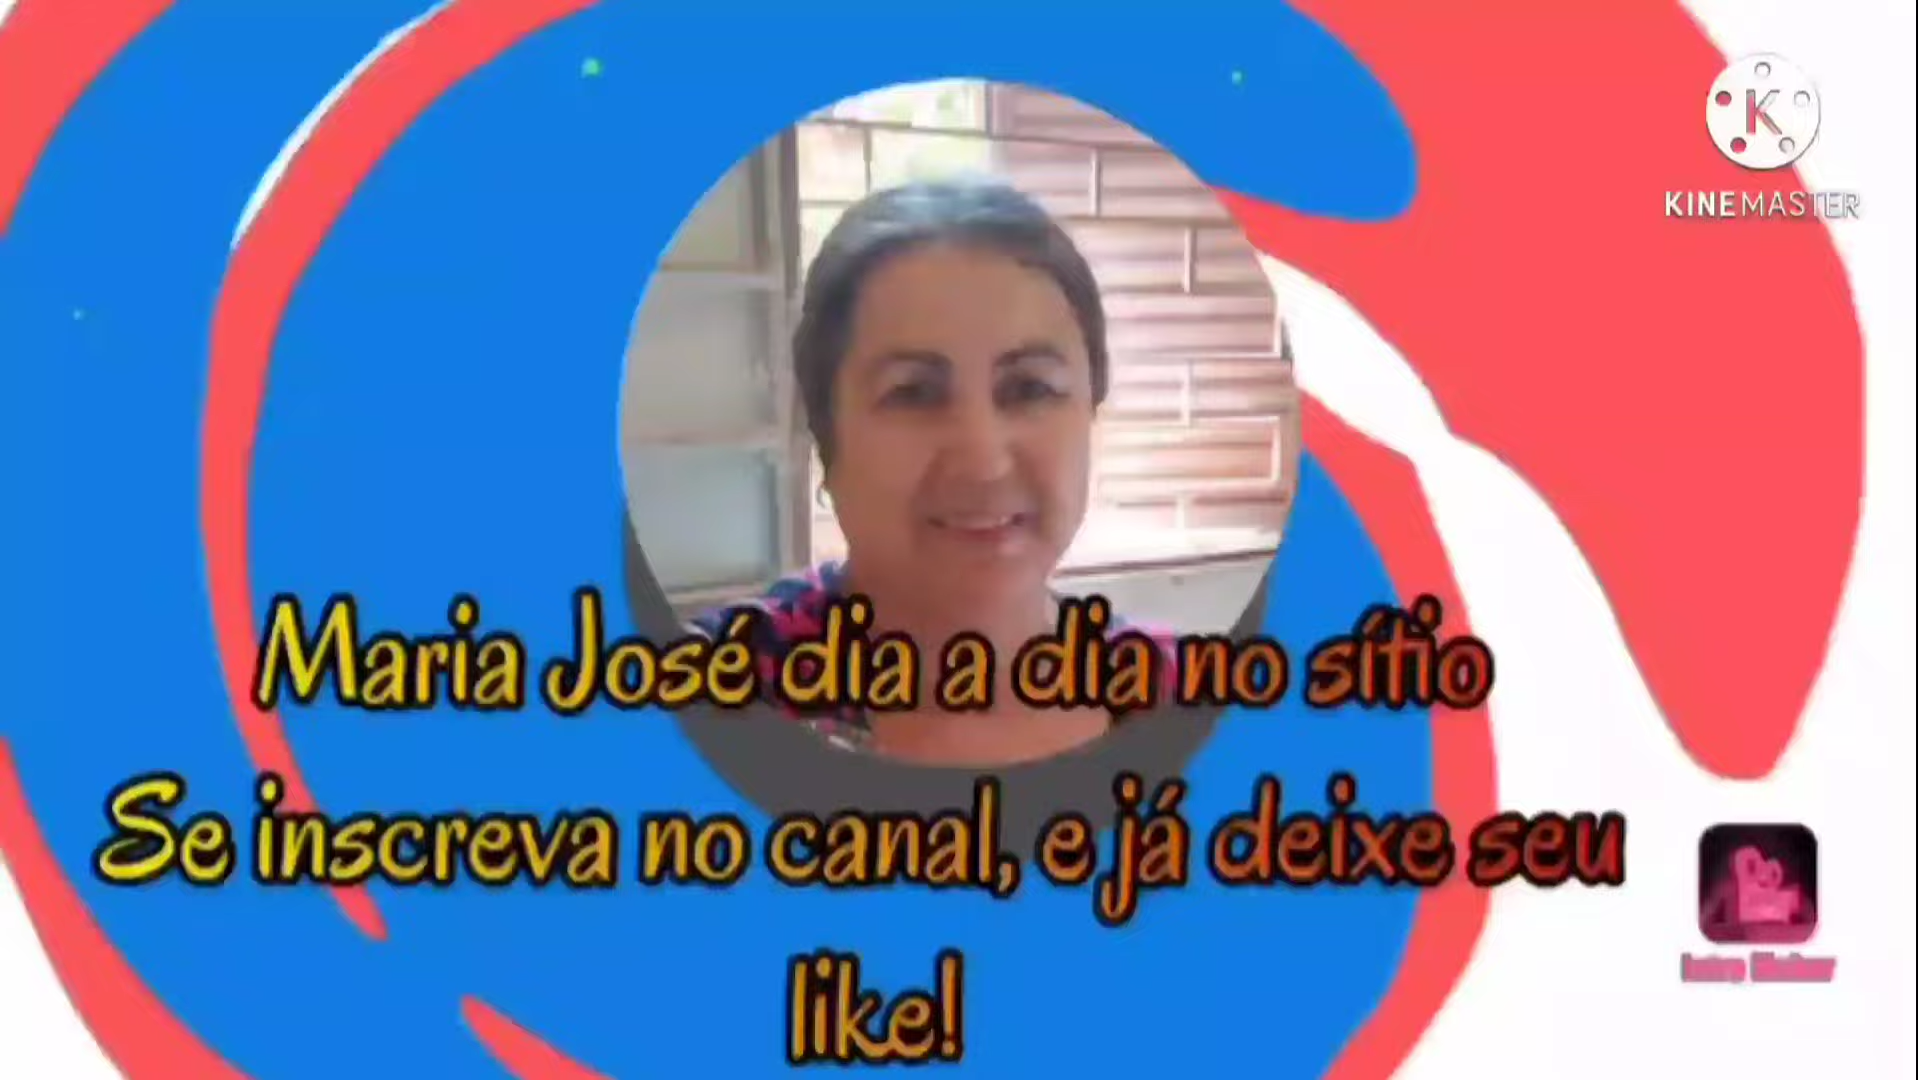 KINEMASTER
Maria José dia a dia no sítio
Se inscreva no canal, e já deixe seu
like!